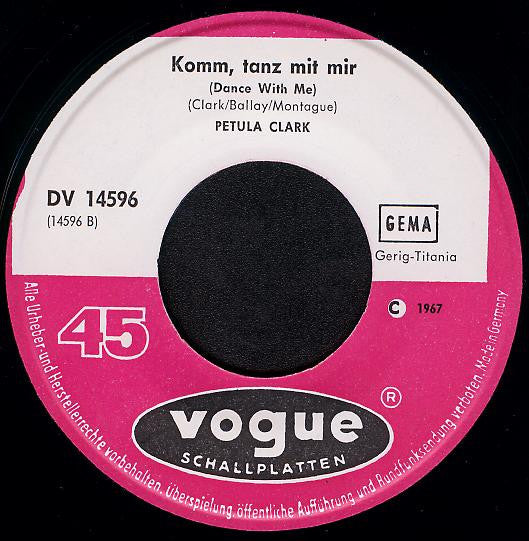 Komm, tanz mit mir
(Dance With Me)
(Clark/Ballay/Montague)
PETULA CLARK
DV 14596
(14596 B)
GEMA
Gerig-Titania
45
C 1967
vogue ®
SCHALLPLATTEN
Alle Urheber- und Herstellerrechte vorbehalten. Überspielung, öffentliche Aufführung und Rundfunksendung verboten. Made in Germany